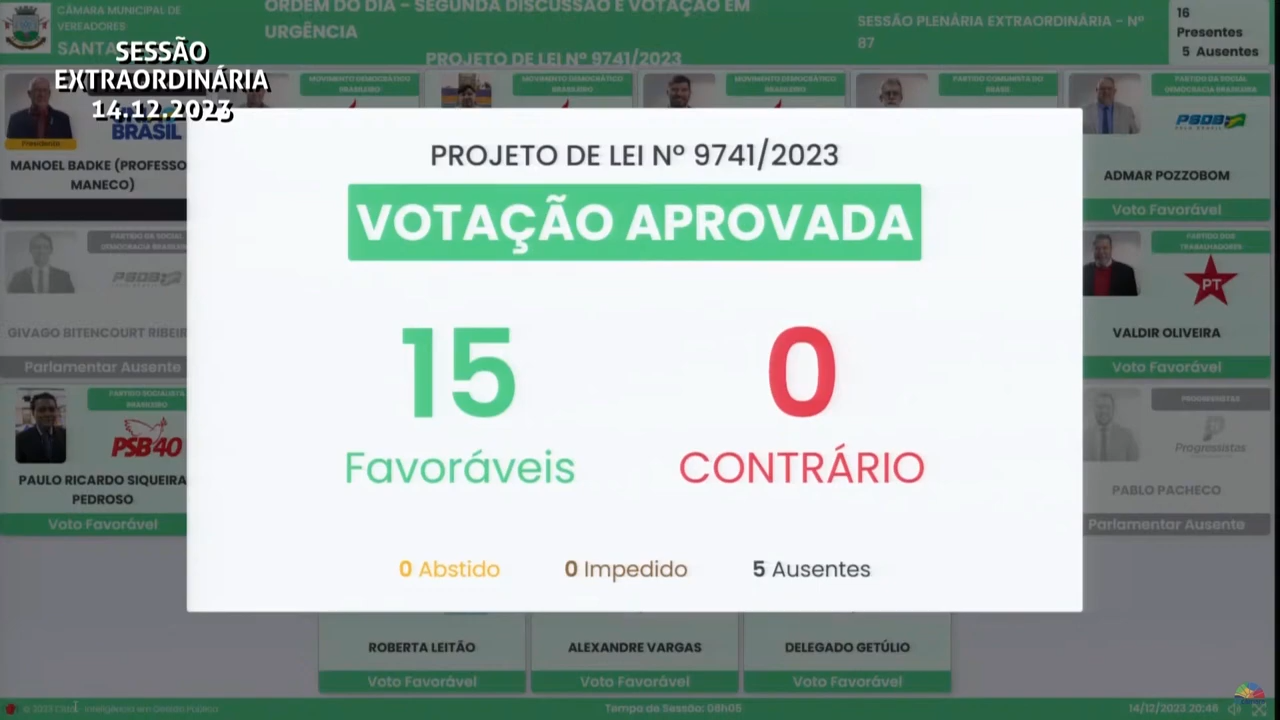 CÂMARA MUNICIPAL DE
VEREADORES
SANTA
ORDEM DO DIA - SEGUNDA DISCUSSÃO E VOTAÇÃO EM
URGÊNCIA
PROJETO DE LEI Nº 9741/2023
SESSÃO PLENÁRIA EXTRAORDINÁRIA - Nº
87
16
Presentes
5 Ausentes
SESSÃO
EXTRAORDINÁRIA
14.12.2023
MOVIMENTO DEMOCRÁTICO
BRASILEIRO
MOVIMENTO DEMOCRÁTICO
BRASILEIRO
MOVIMENTO DEMOCRÁTICO
BRASILEIRO
PARTIDO COMUNISTA DO
BRASIL
PARTIDO DA SOCIAL
DEMOCRACIA BRASILEIRA
Presidente
BRASIL
PSDB
MANOEL BADKE (PROFESSO
MANECO)
ADMAR POZZOBOM
Voto Favorável
PROJETO DE LEI Nº 9741/2023
VOTAÇÃO APROVADA
15
Favoráveis
0
CONTRÁRIO
0 Abstido
0 Impedido
5 Ausentes
PARTIDO DA SOCIAL
DEMOCRACIA BRASILEIRA
PSDB
GIVAGO BITENCOURT RIBEIR
Parlamentar Ausente
PARTIDO DOS
TRABALHADORES
PT
VALDIR OLIVEIRA
Voto Favorável
PARTIDO SOCIALISTA
BRASILEIRO
PSB40
PAULO RICARDO SIQUEIRA
PEDROSO
Voto Favorável
PROGRESSISTAS
Progressistas
PABLO PACHECO
Parlamentar Ausente
ROBERTA LEITÃO
Voto Favorável
ALEXANDRE VARGAS
Voto Favorável
DELEGADO GETÚLIO
Voto Favorável
© 2023
Inteligência em Gestão Pública
Tempo de Sessão: 06h05
14/12/2023 20:46